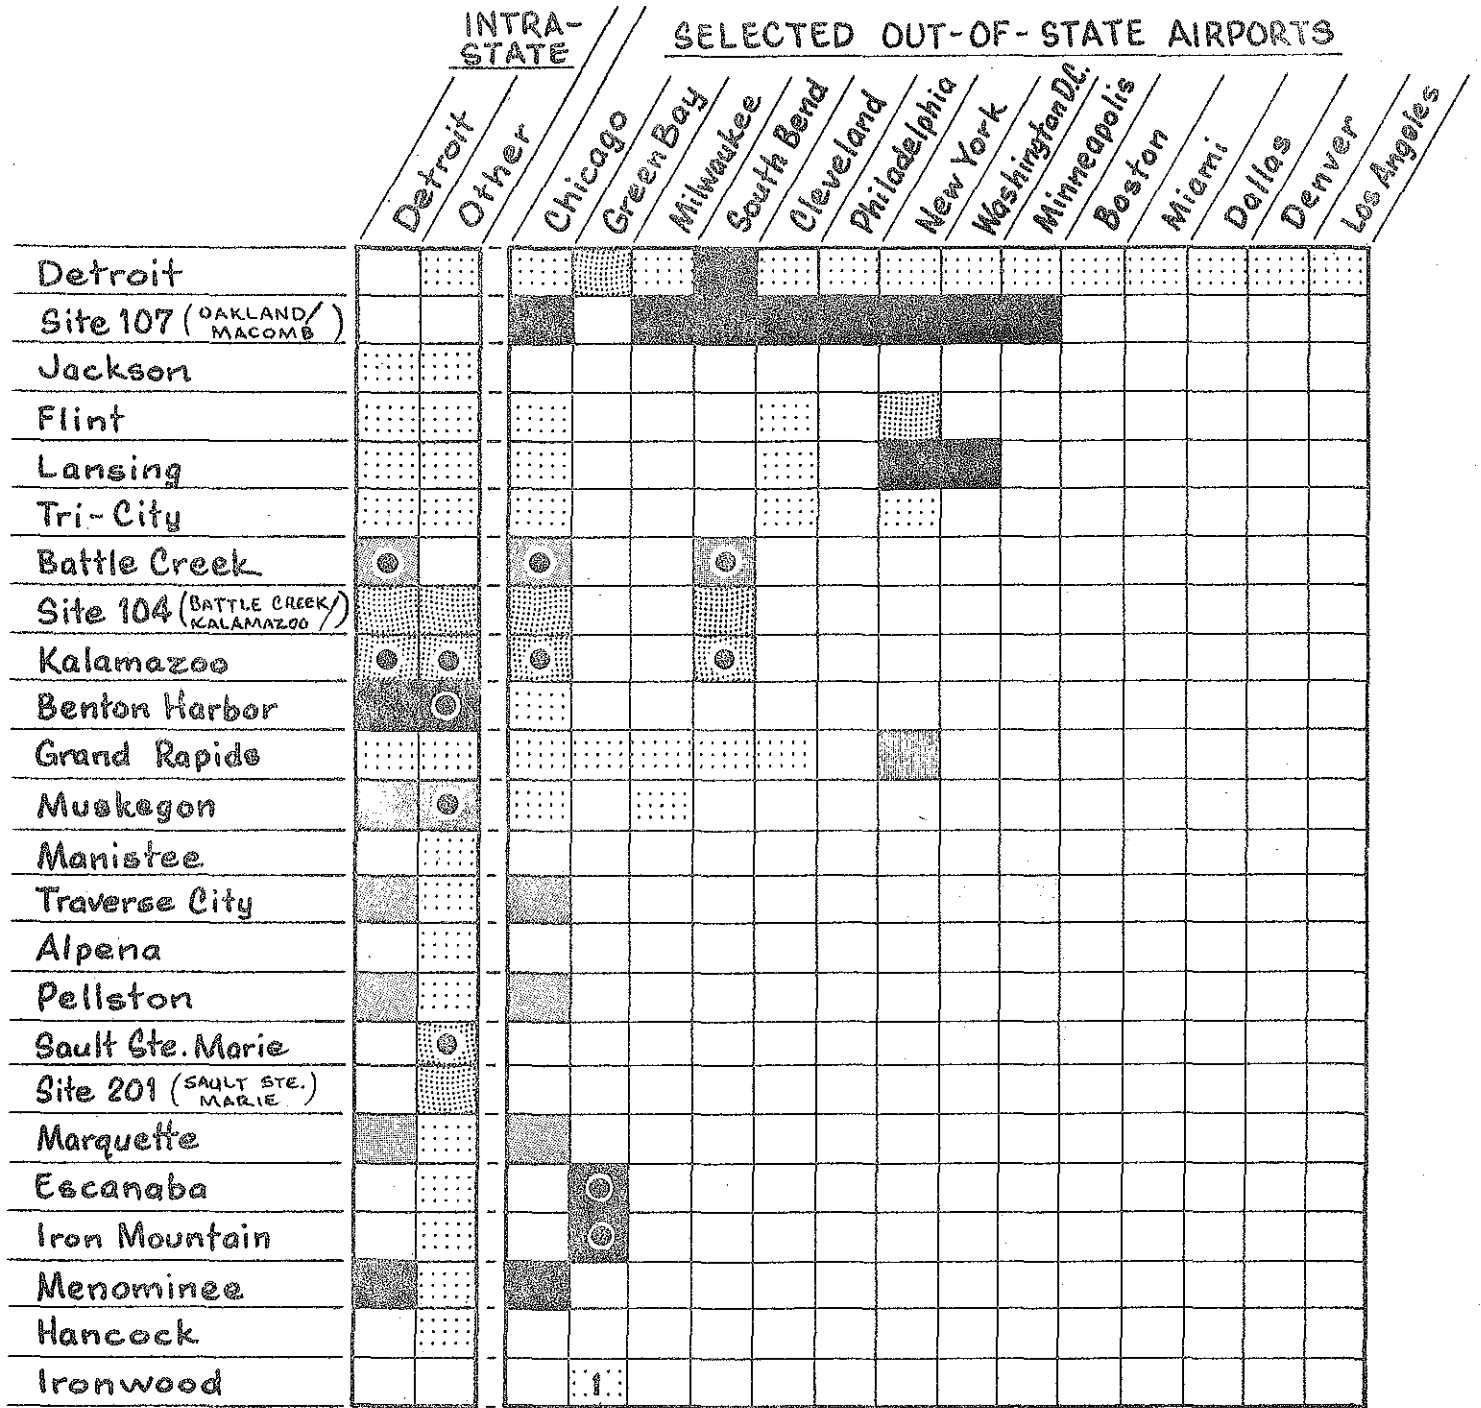 INTRA-
STATE
SELECTED OUT-OF-STATE AIRPORTS
Detroit
Other
Chicago
Green Bay
Milwaukee
South Bend
Cleveland
Philadelphia
New York
Washington D.C.
Minneapolis
Boston
Miami
Dallas
Denver
Los Angeles
Detroit
Site 107 (OAKLAND/
MACOMB)
Jackson
Flint
Lansing
Tri-City
Battle Creek
Site 104 (BATTLE CREEK/
KALAMAZOO)
Kalamazoo
Benton Harbor
Grand Rapids
Muskegon
Manistee
Traverse City
Alpena
Pellston
Sault Ste. Marie
Site 201 (SAULT STE.
MARIE)
Marquette
Escanaba
Iron Mountain
Menominee
Hancock
Ironwood 1